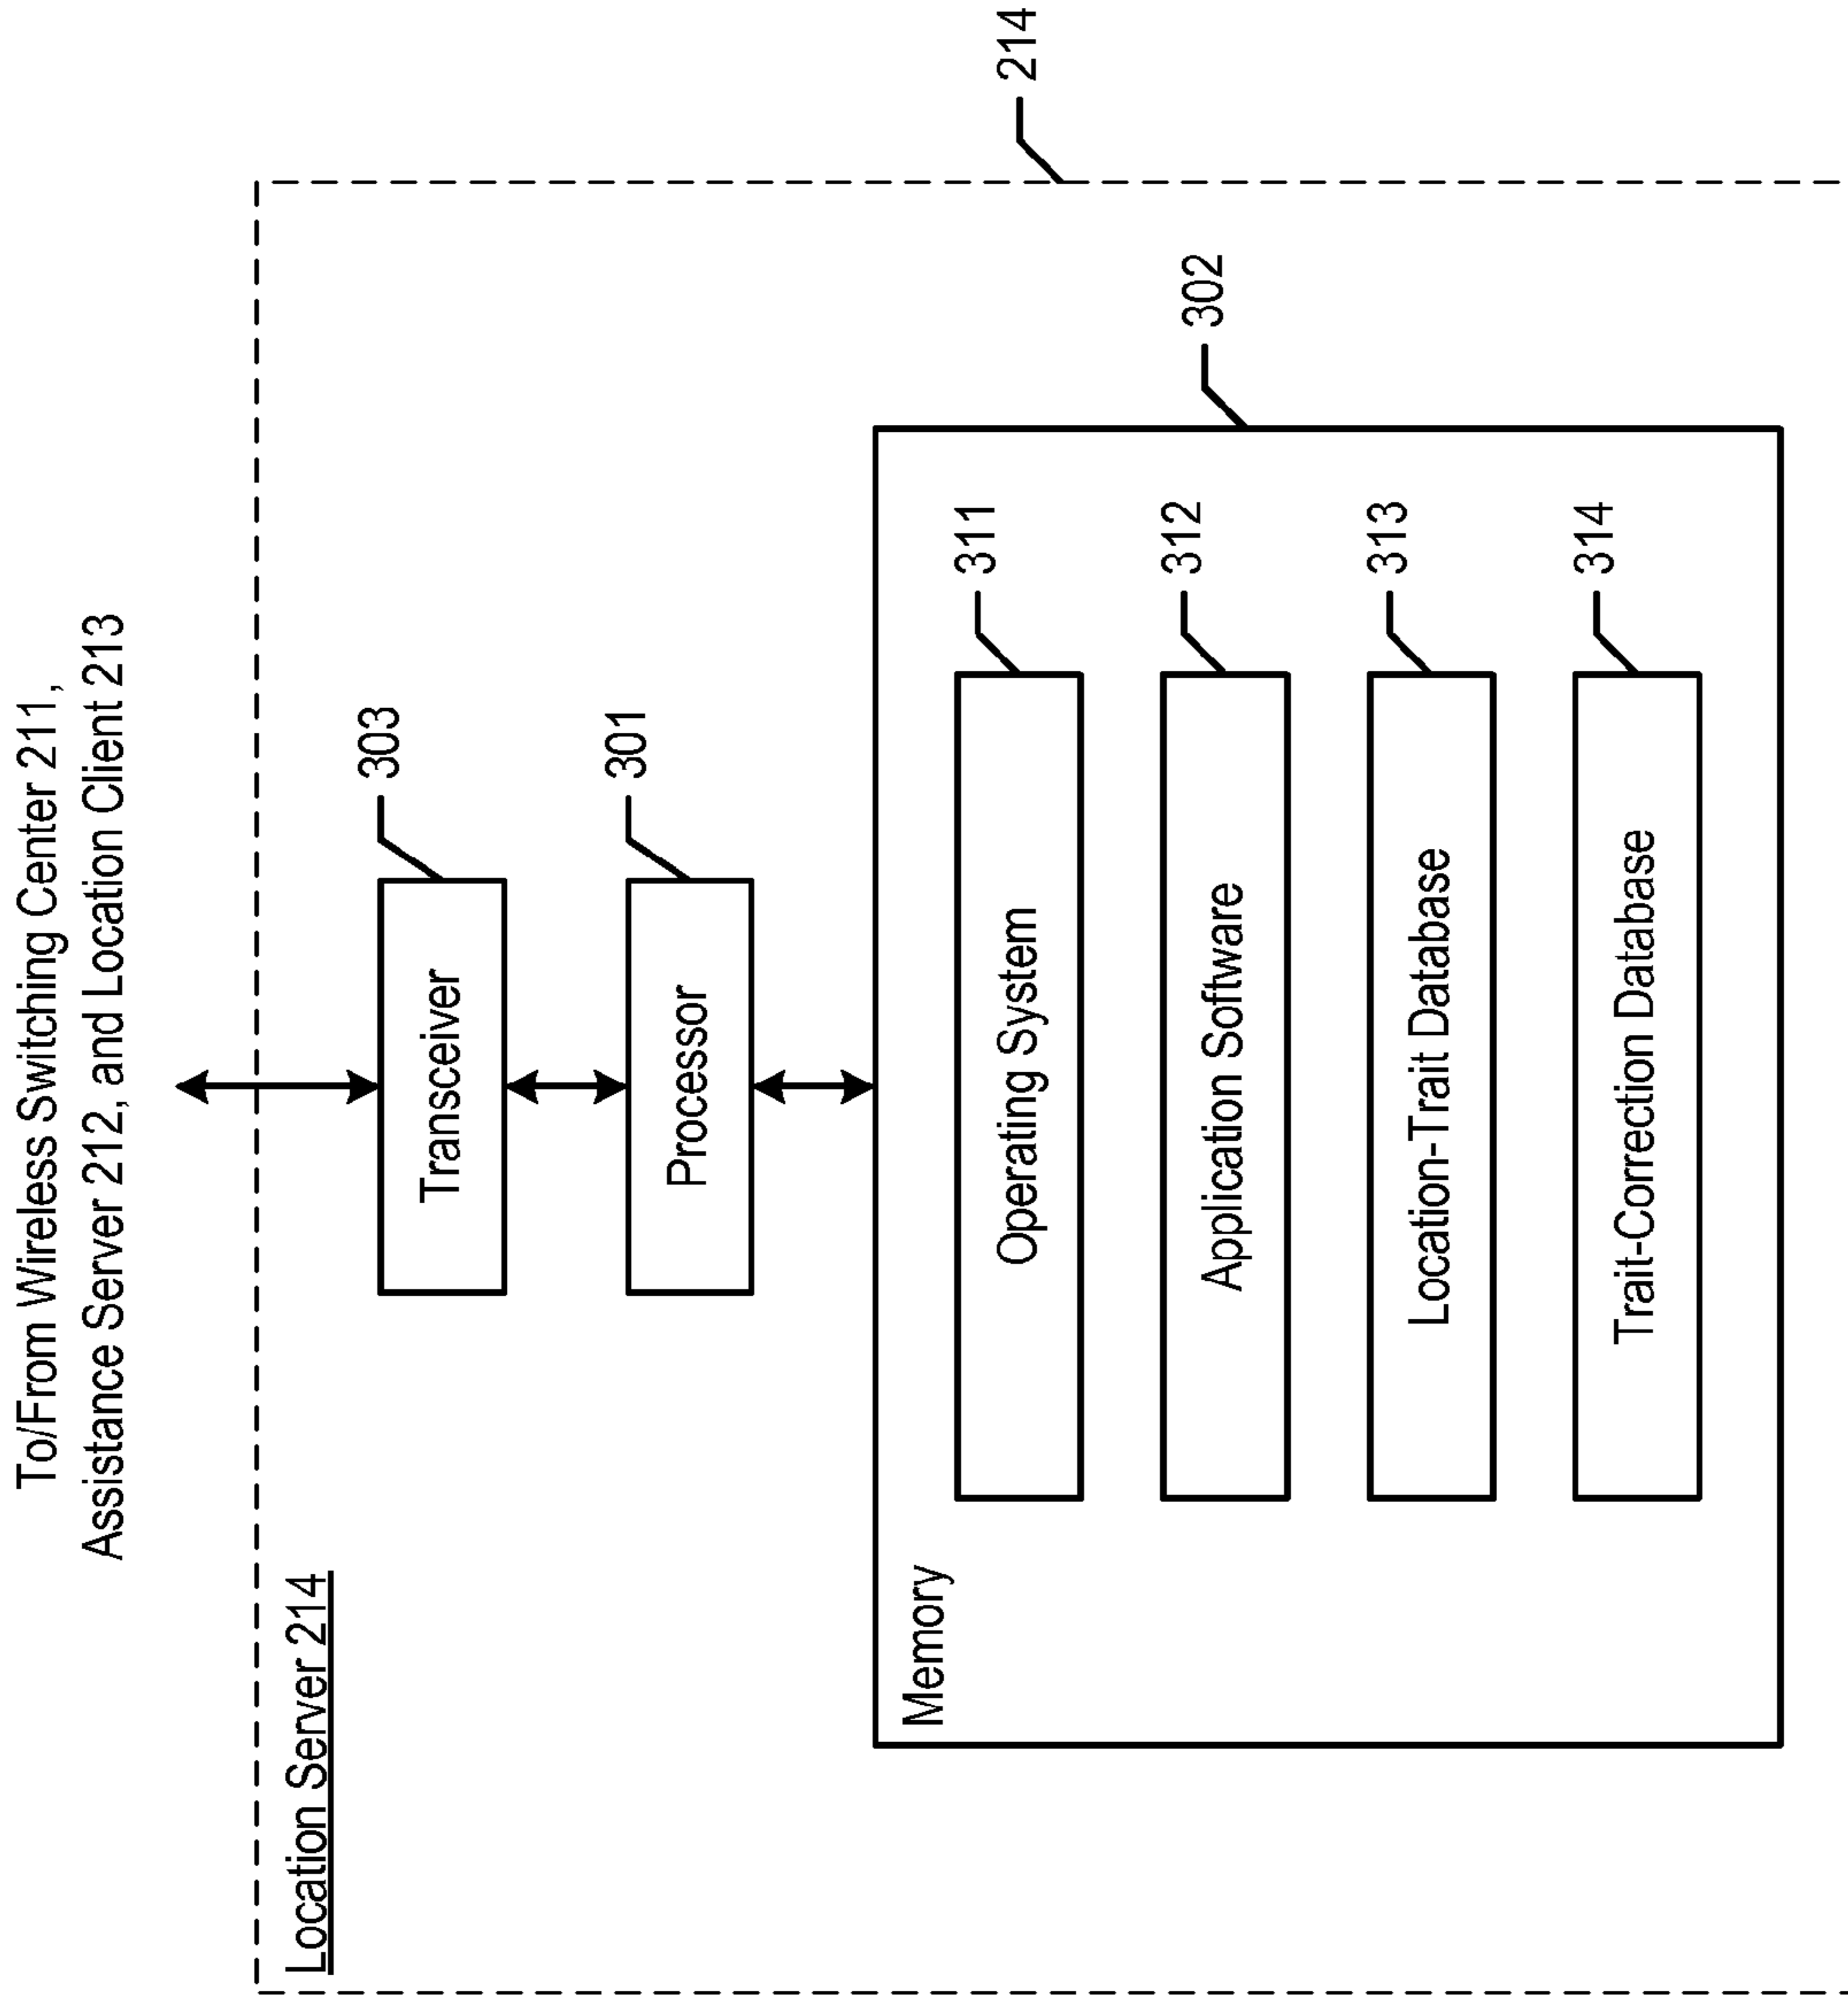 To/From Wireless Switching Center 211,
Assistance Server 212, and Location Client 213
Location Server 214
214
Transceiver
303
Processor
301
Memory
302
Operating System
311
Application Software
312
Location-Trait Database
313
Trait-Correction Database
314